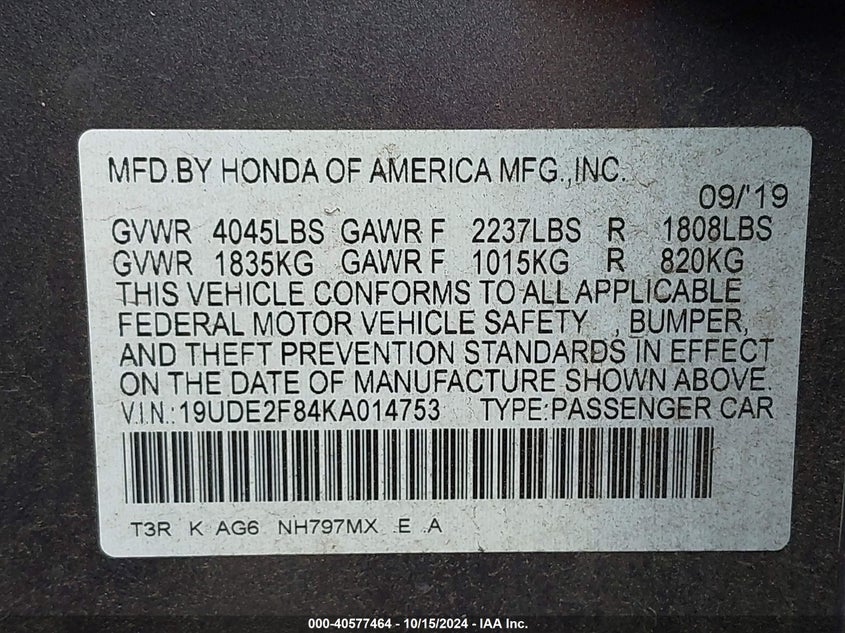 MFD.BY HONDA OF AMERICA MFG.,INC.
09/'19
GVWR 4045LBS GAWR F 2237LBS R 1808LBS
GVWR 1835KG GAWR F 1015KG R 820KG
THIS VEHICLE CONFORMS TO ALL APPLICABLE
FEDERAL MOTOR VEHICLE SAFETY , BUMPER,
AND THEFT PREVENTION STANDARDS IN EFFECT
ON THE DATE OF MANUFACTURE SHOWN ABOVE.
V.I.N.:19UDE2F84KA014753 TYPE:PASSENGER CAR
T3R K AG6 NH797MX E A
000-40577464 - 10/15/2024 - IAA Inc.